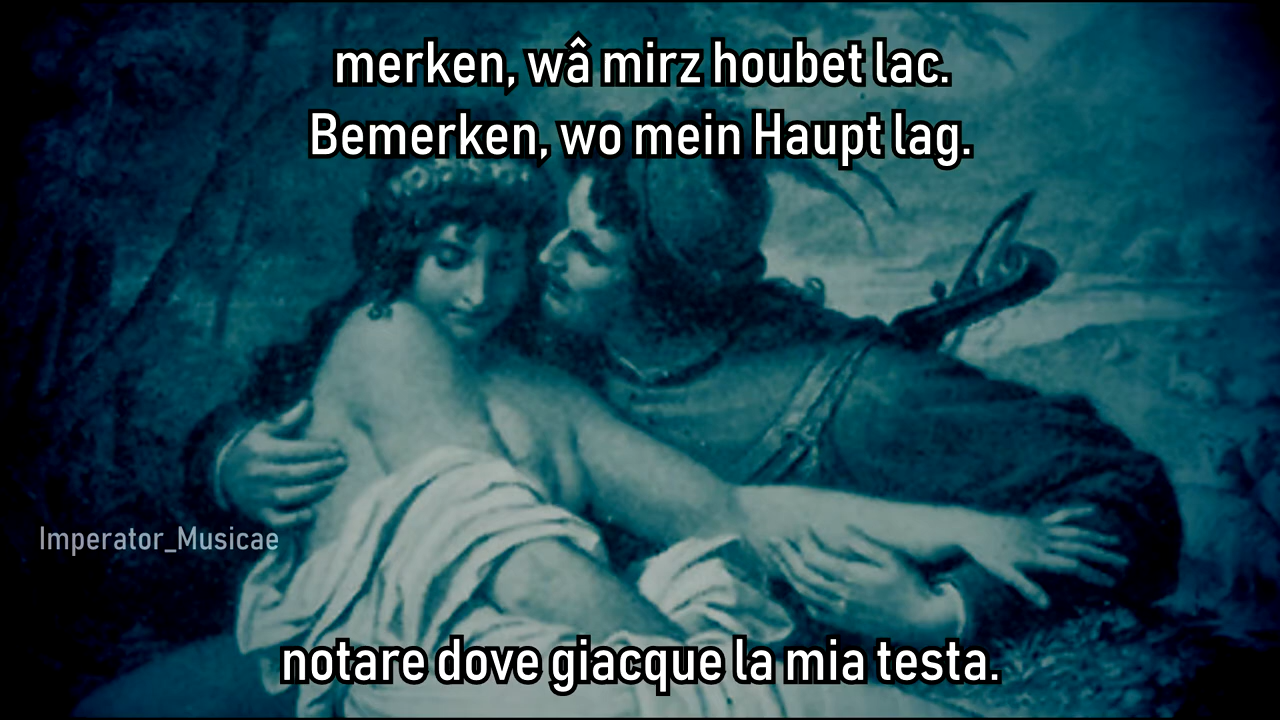 merken, wâ mirz houbet lac.
Bemerken, wo mein Haupt lag.
Imperator_Musicae
notare dove giacque la mia testa.